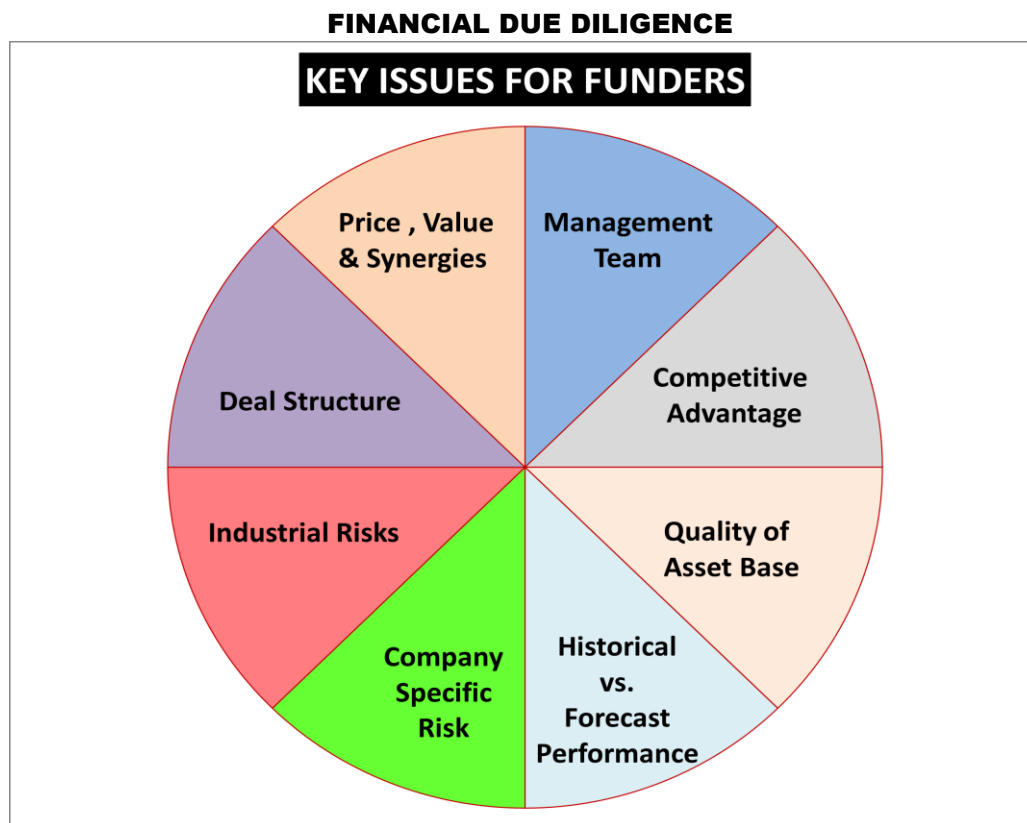 FINANCIAL DUE DILIGENCE
KEY ISSUES FOR FUNDERS
Price , Value
& Synergies
Management
Team
Competitive
Advantage
Quality of
Asset Base
Historical
vs.
Forecast
Performance
Company
Specific
Risk
Industrial Risks
Deal Structure